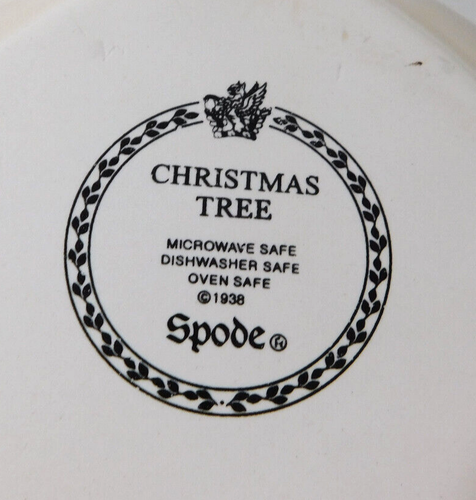 CHRISTMAS
TREE
MICROWAVE SAFE
DISHWASHER SAFE
OVEN SAFE
©1938
Spode®